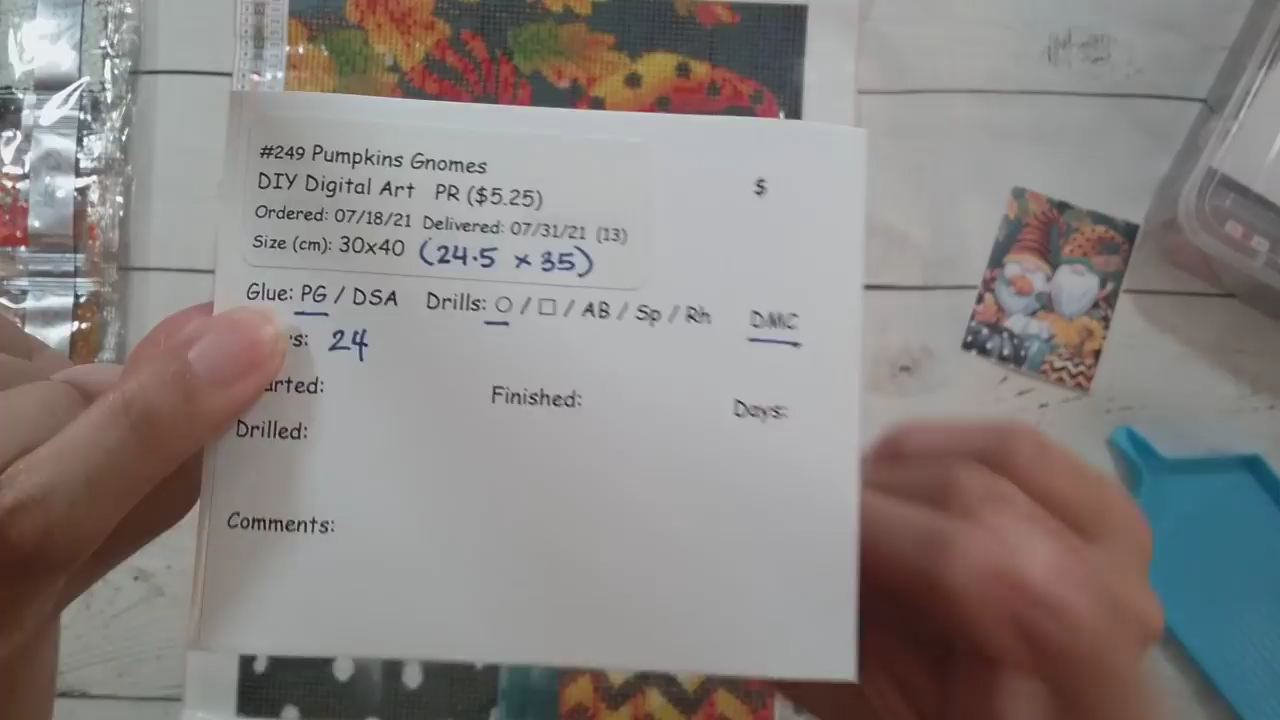 #249 Pumpkins Gnomes
DIY Digital Art PR ($5.25)
$
Ordered: 07/18/21 Delivered: 07/31/21 (13)
Size (cm): 30x40 (24.5 x 35)
Glue: PG / DSA Drills: ○ / □ / AB / Sp / Rh DMC
s: 24
arted: Finished: Days:
Drilled:
Comments: